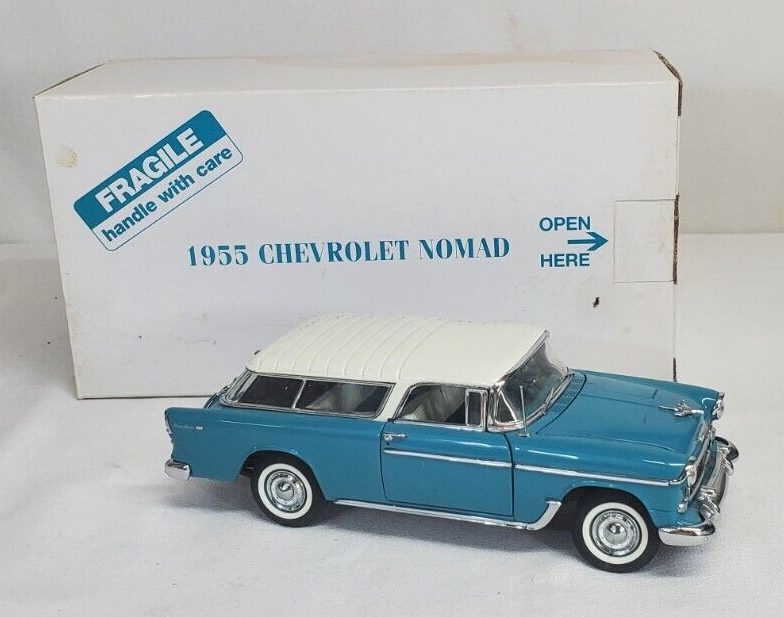 FRAGILE
handle with care
1955 CHEVROLET NOMAD
OPEN
HERE